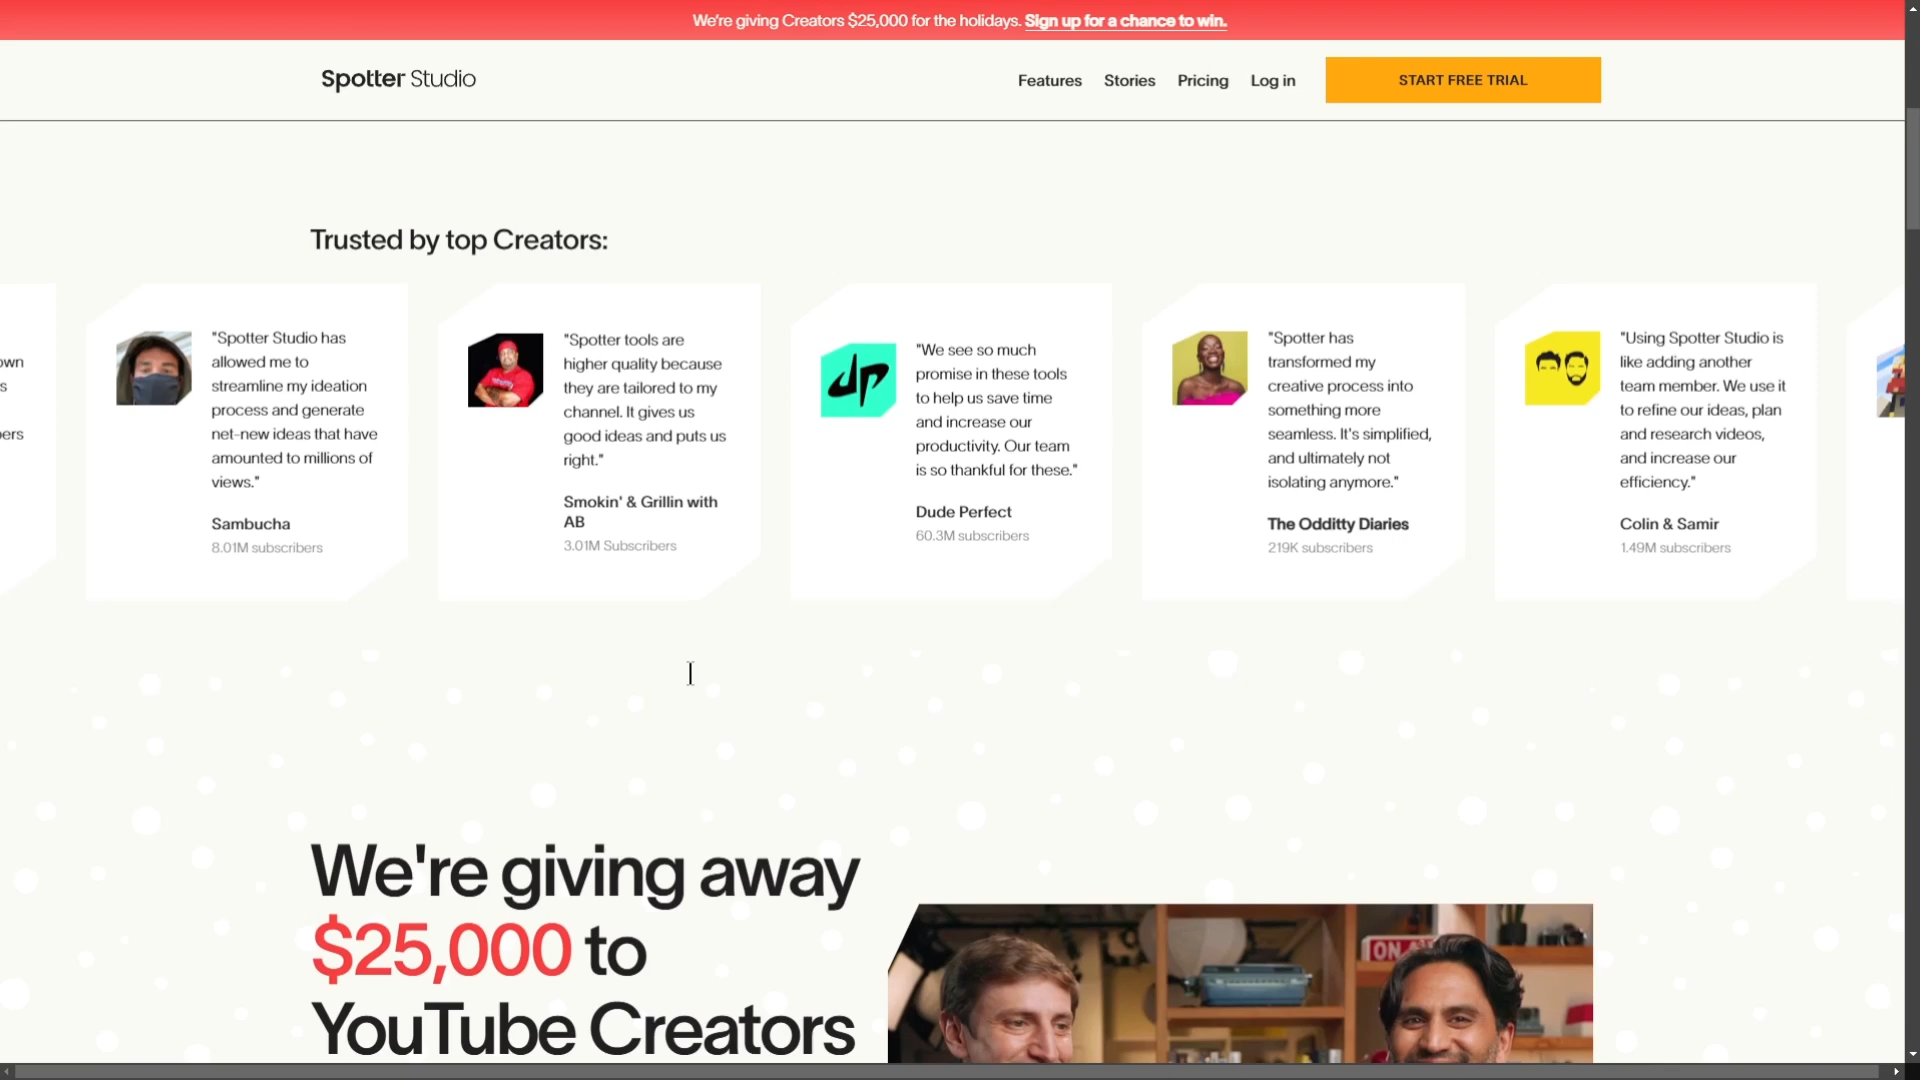 We're giving Creators $25,000 for the holidays. Sign up for a chance to win.
Spotter Studio
Features
Stories
Pricing
Log in
START FREE TRIAL
Trusted by top Creators:
own
s
pers
"Spotter Studio has
allowed me to
streamline my ideation
process and generate
net-new ideas that have
amounted to millions of
views."
Sambucha
8.01M subscribers
"Spotter tools are
higher quality because
they are tailored to my
channel. It gives us
good ideas and puts us
right."
Smokin' & Grillin with
AB
3.01M Subscribers
dp
"We see so much
promise in these tools
to help us save time
and increase our
productivity. Our team
is so thankful for these."
Dude Perfect
60.3M subscribers
"Spotter has
transformed my
creative process into
something more
seamless. It's simplified,
and ultimately not
isolating anymore."
The Odditty Diaries
219K subscribers
"Using Spotter Studio is
like adding another
team member. We use it
to refine our ideas, plan
and research videos,
and increase our
efficiency."
Colin & Samir
1.49M subscribers
We're giving away
$25,000 to
YouTube Creators
ON